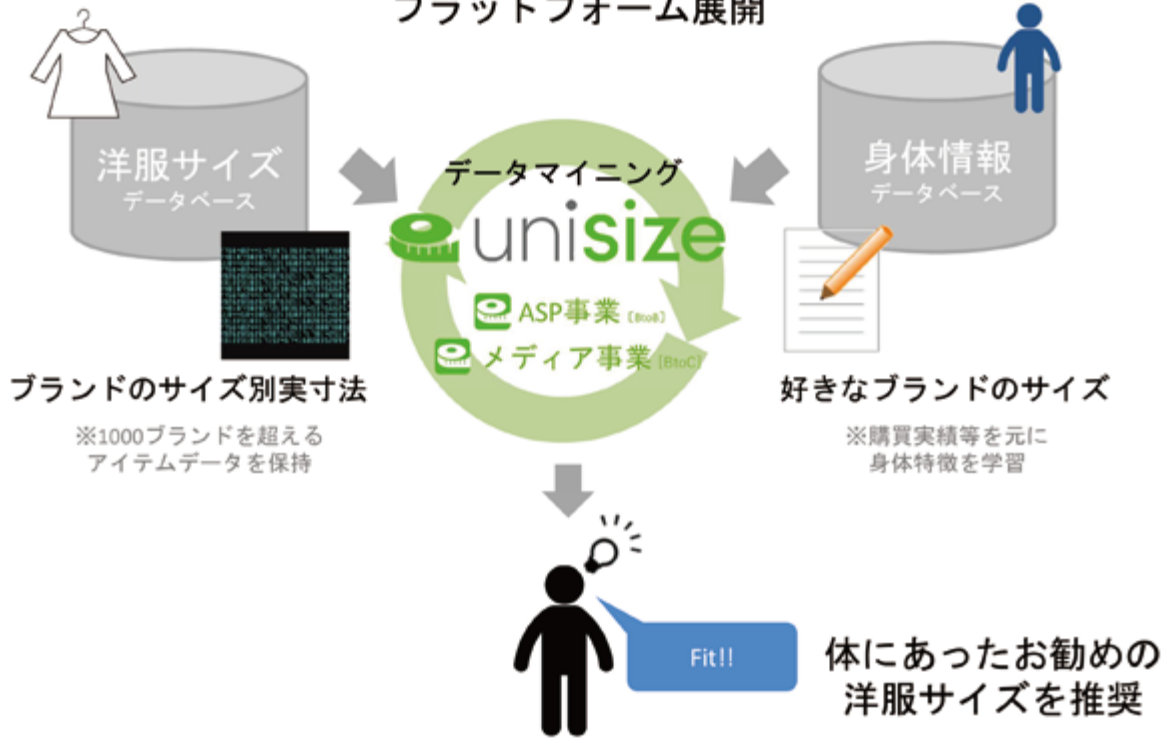 プラットフォーム展開
洋服サイズ
データベース
身体情報
データベース
データマイニング
unisize
ASP事業 [BtoB]
メディア事業 [BtoC]
ブランドのサイズ別実寸法
※1000ブランドを超える
アイテムデータを保持
好きなブランドのサイズ
※購買実績等を元に
身体特徴を学習
Fit!!
体にあったお勧めの
洋服サイズを推奨